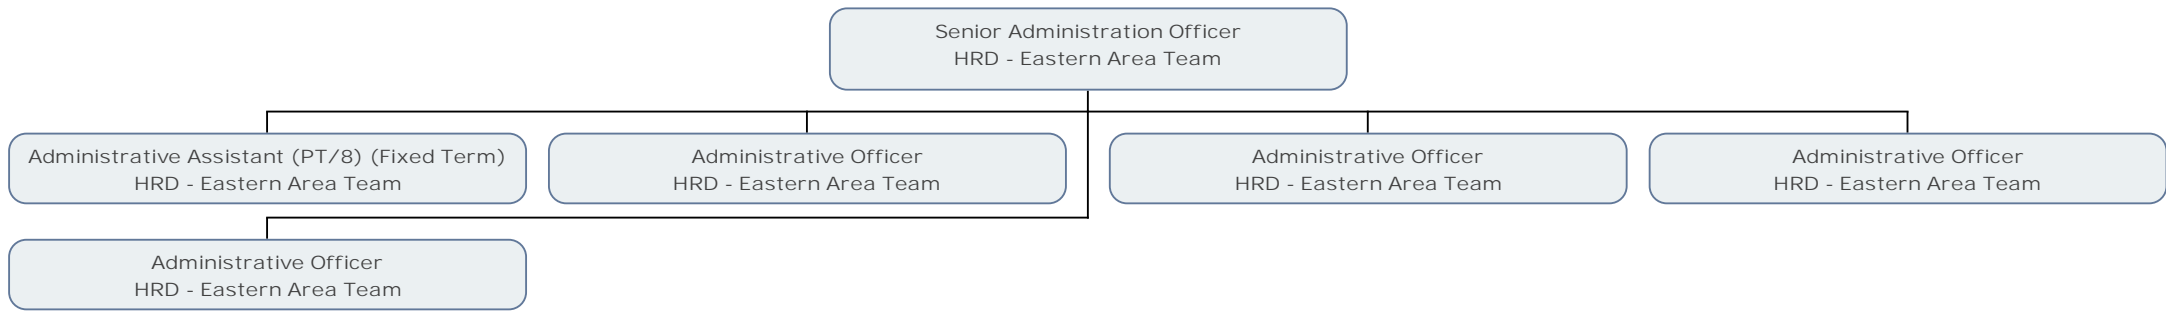 Senior Administration Officer
HRD - Eastern Area Team
Administrative Assistant (PT/8) (Fixed Term)
HRD - Eastern Area Team
Administrative Officer
HRD - Eastern Area Team
Administrative Officer
HRD - Eastern Area Team
Administrative Officer
HRD - Eastern Area Team
Administrative Officer
HRD - Eastern Area Team